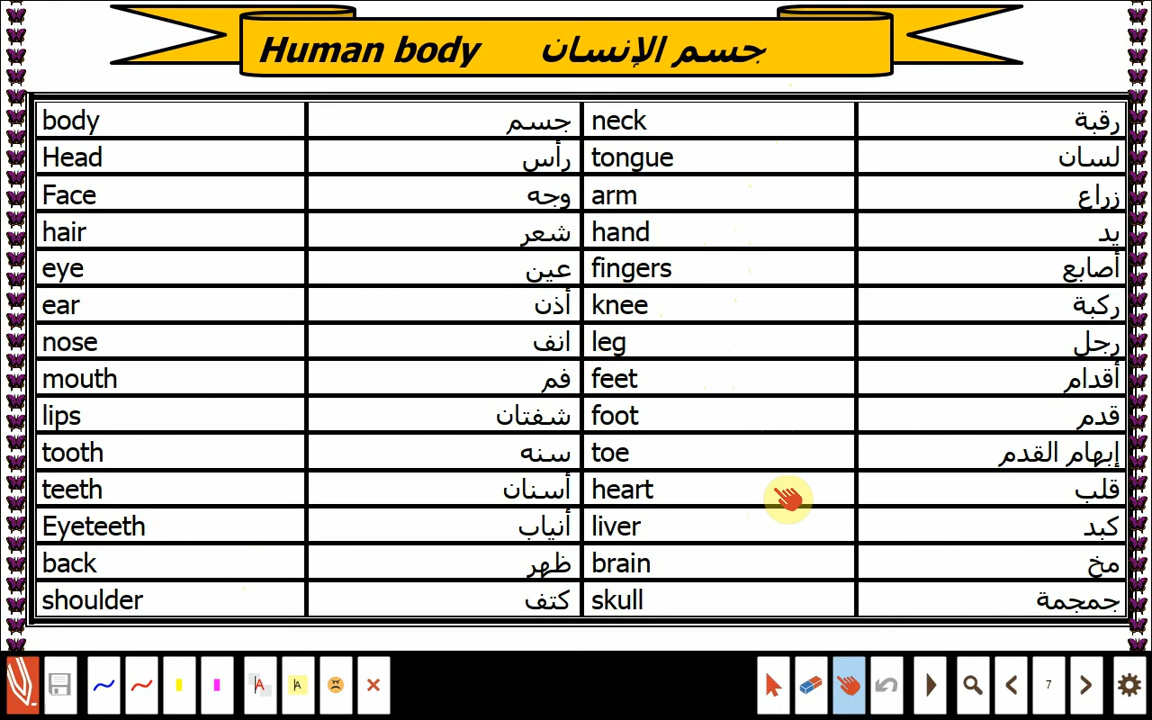 Human body جسم الإنسان
body جسم neck رقبة
Head رأس tongue لسان
Face وجه arm زراع
hair شعر hand يد
eye عين fingers أصابع
ear أذن knee ركبة
nose انف leg رجل
mouth فم feet أقدام
lips شفتان foot قدم
tooth سنه toe إبهام القدم
teeth أسنان heart قلب
Eyeteeth أنياب liver كبد
back ظهر brain مخ
shoulder كتف skull جمجمة
A A 7